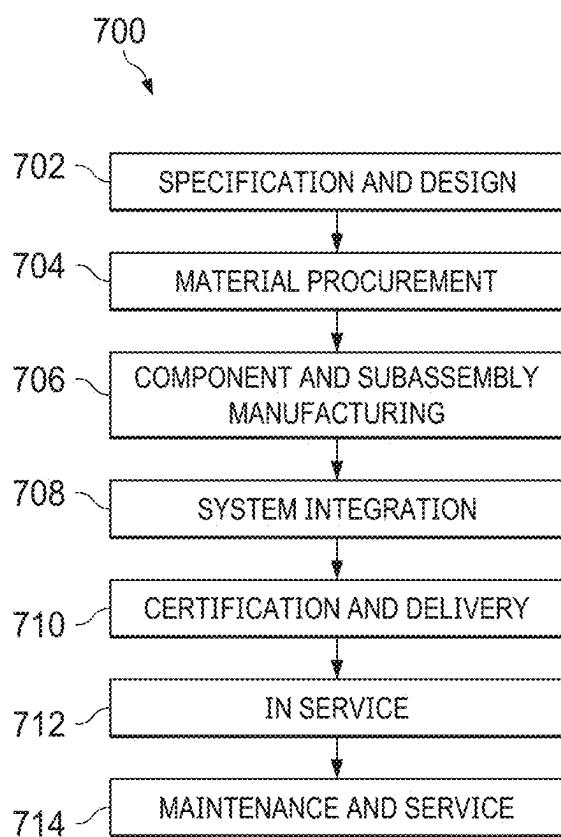 700
702
SPECIFICATION AND DESIGN
704
MATERIAL PROCUREMENT
706
COMPONENT AND SUBASSEMBLY
MANUFACTURING
708
SYSTEM INTEGRATION
710
CERTIFICATION AND DELIVERY
712
IN SERVICE
714
MAINTENANCE AND SERVICE